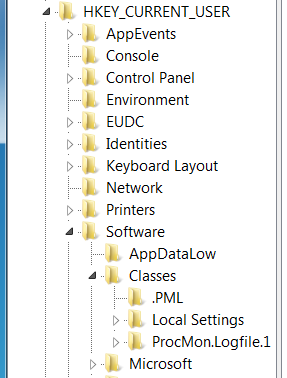 HKEY_CURRENT_USER
AppEvents
Console
Control Panel
Environment
EUDC
Identities
Keyboard Layout
Network
Printers
Software
AppDataLow
Classes
.PML
Local Settings
ProcMon.Logfile.1
Microsoft